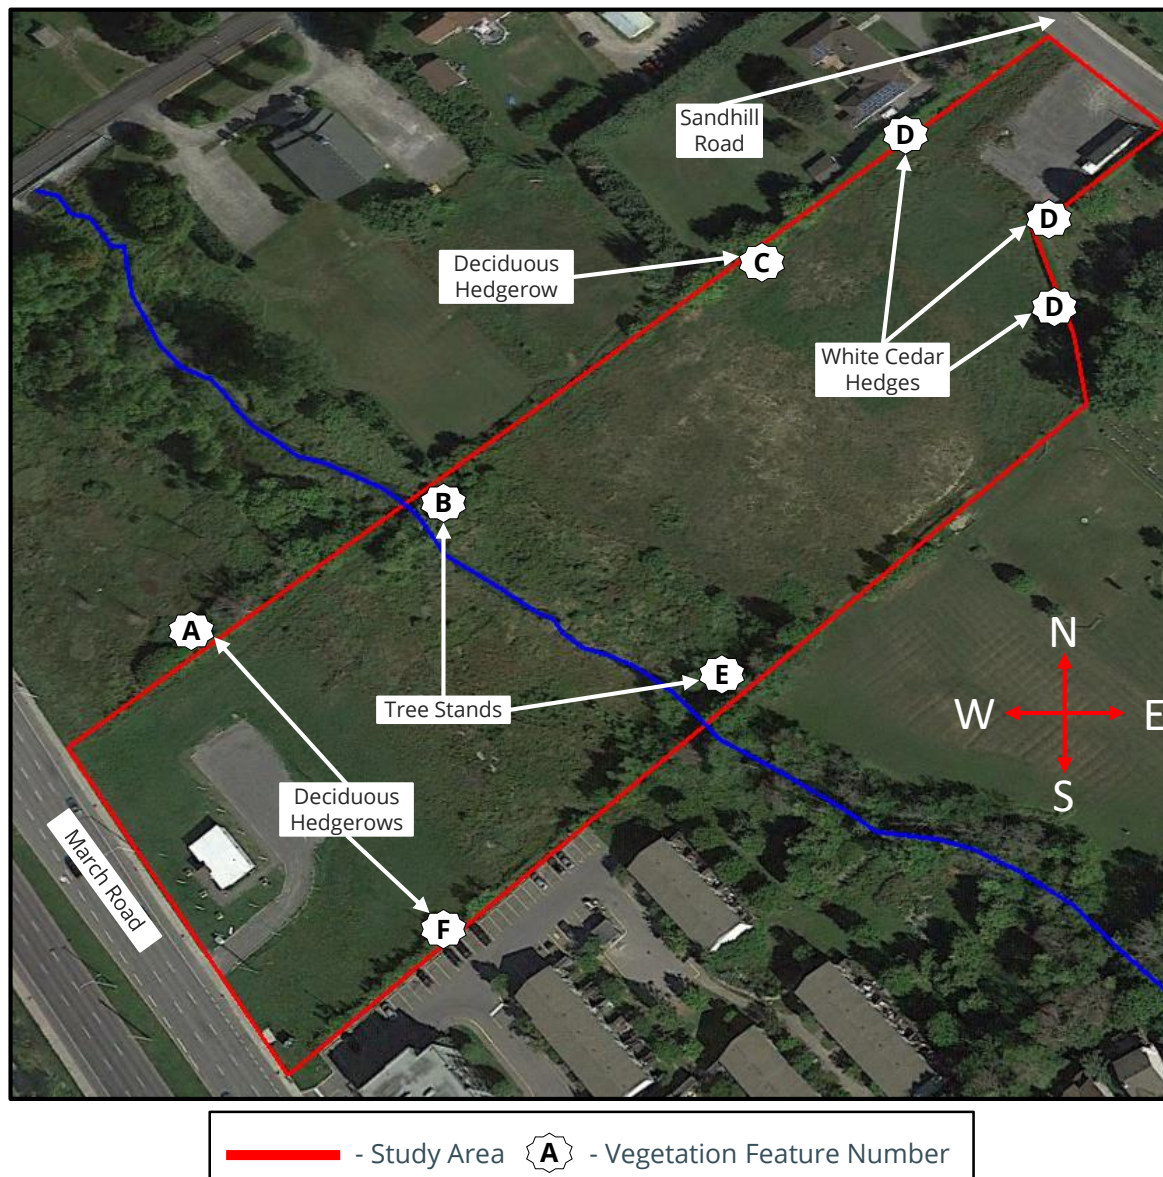 Sandhill
Road
D
D
Deciduous
Hedgerow
C
D
White Cedar
Hedges
B
A
E
N
Tree Stands
W
E
S
Deciduous
Hedgerows
March Road
F
- Study Area
A
- Vegetation Feature Number